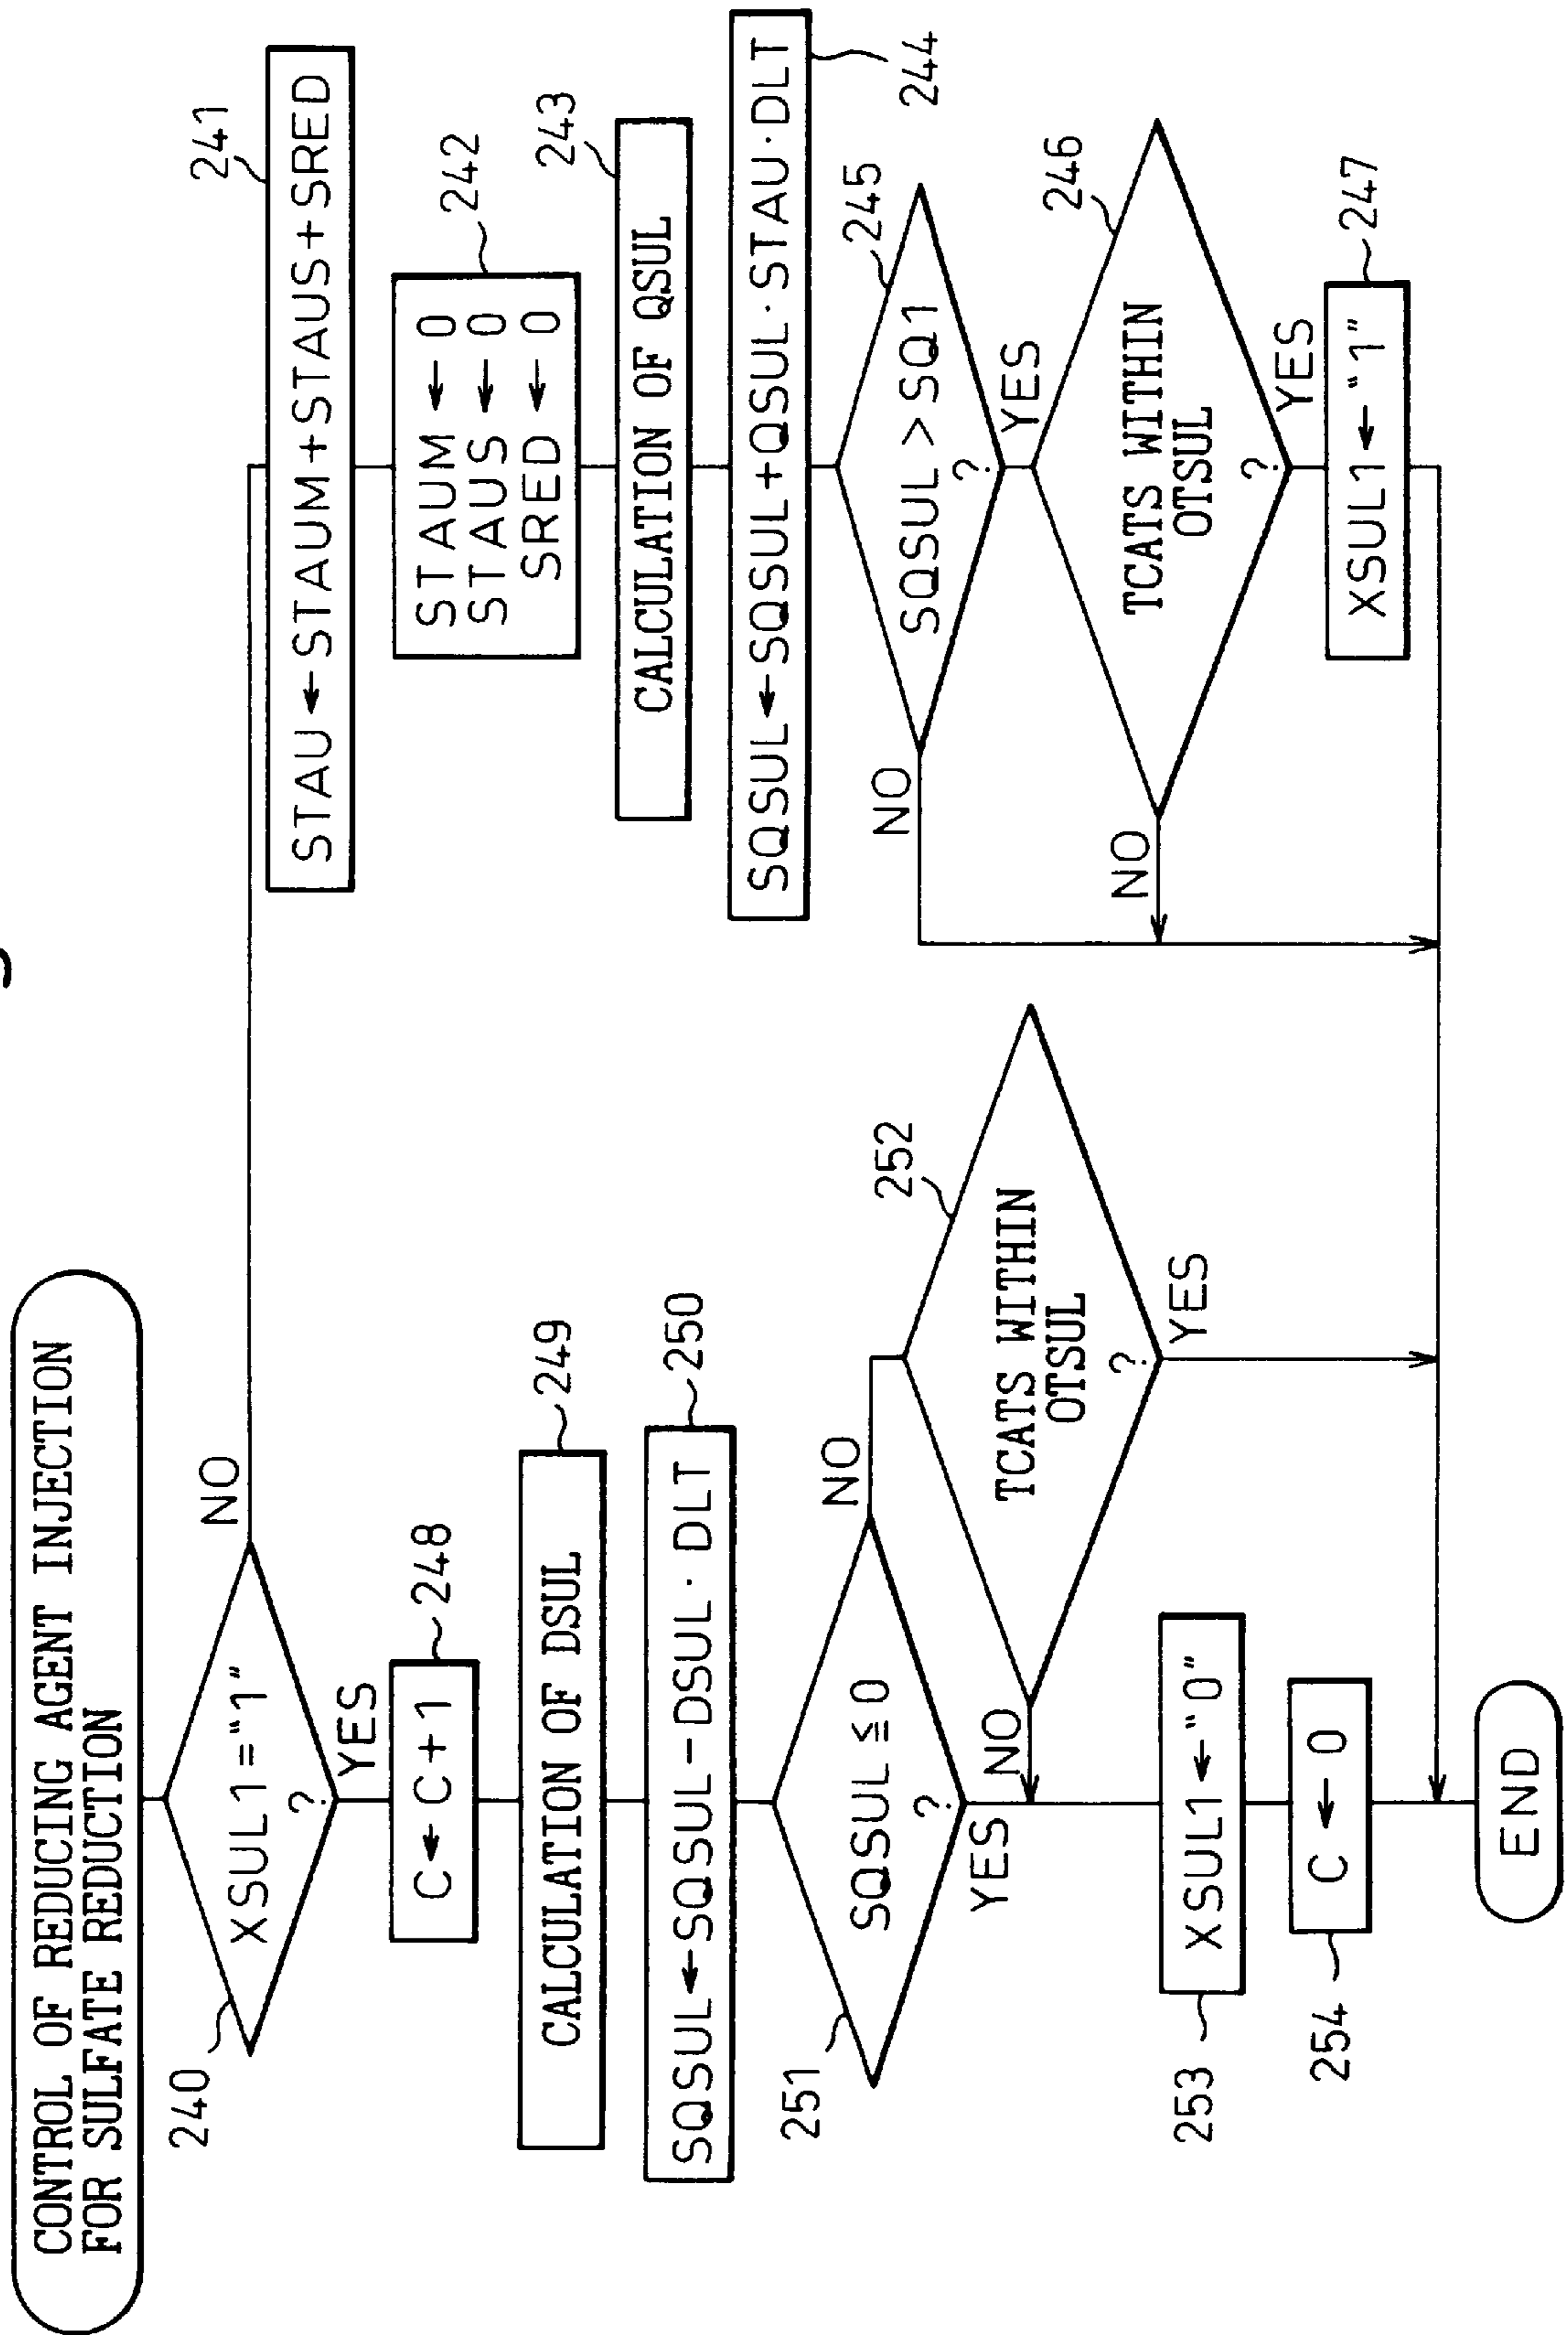 CONTROL OF REDUCING AGENT INJECTION
FOR SULFATE REDUCTION
240
XSUL1="1"
?
NO
YES
C←C+1
248
CALCULATION OF DSUL
249
SQSUL←SQSUL-DSUL·DLT
250
251
SQSUL≦0
?
NO
YES
252
TCATS WITHIN
OTSUL
?
NO
YES
253
XSUL1←"0"
254
C←0
END
241
STAU←STAUM+STAUS+SRED
242
STAUM←0
STAUS←0
SRED←0
243
CALCULATION OF QSUL
SQSUL←SQSUL+QSUL·STAU·DLT
244
245
SQSUL>SQ1
?
NO
YES
246
TCATS WITHIN
OTSUL
?
NO
YES
247
XSUL1←"1"